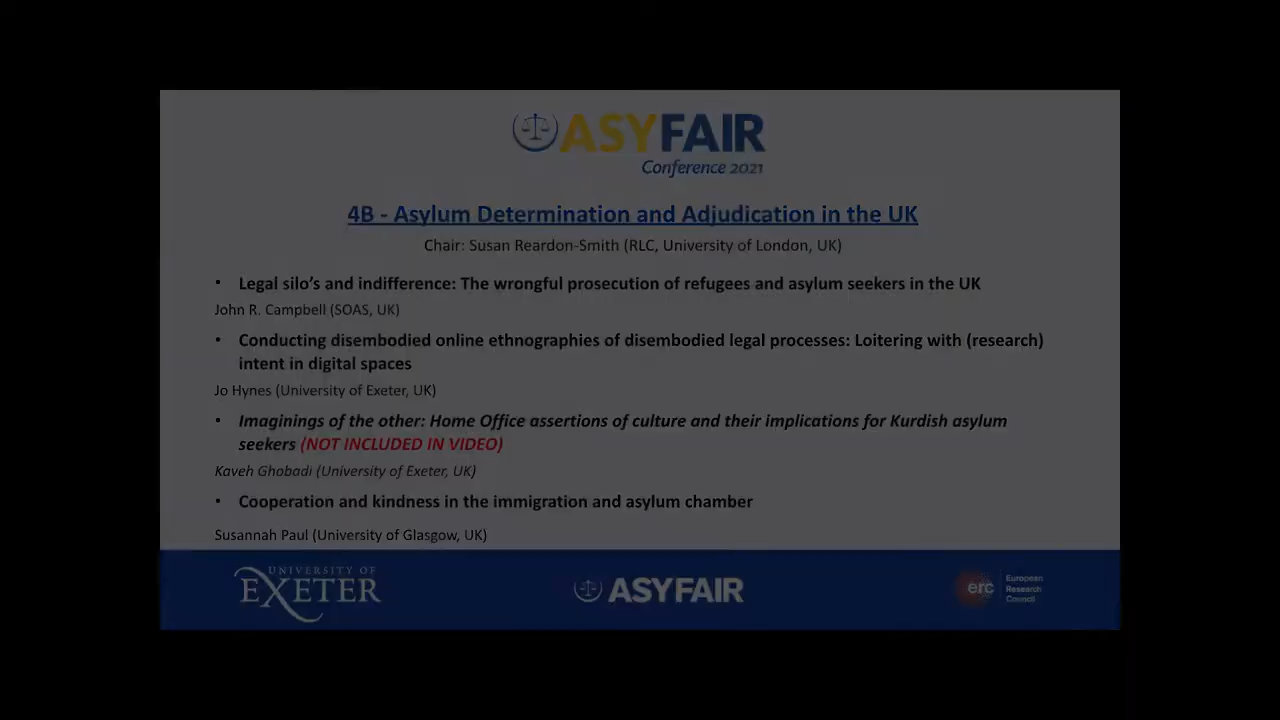 ASYFAIR
Conference 2021
4B - Asylum Determination and Adjudication in the UK
Chair: Susan Reardon-Smith (RLC, University of London, UK)
• Legal silo's and indifference: The wrongful prosecution of refugees and asylum seekers in the UK
John R. Campbell (SOAS, UK)
• Conducting disembodied online ethnographies of disembodied legal processes: Loitering with (research)
intent in digital spaces
Jo Hynes (University of Exeter, UK)
• Imaginings of the other: Home Office assertions of culture and their implications for Kurdish asylum
seekers (NOT INCLUDED IN VIDEO)
Kaveh Ghobadi (University of Exeter, UK)
• Cooperation and kindness in the immigration and asylum chamber
Susannah Paul (University of Glasgow, UK)
UNIVERSITY OF
EXETER
ASYFAIR
erc
European
Research
Council